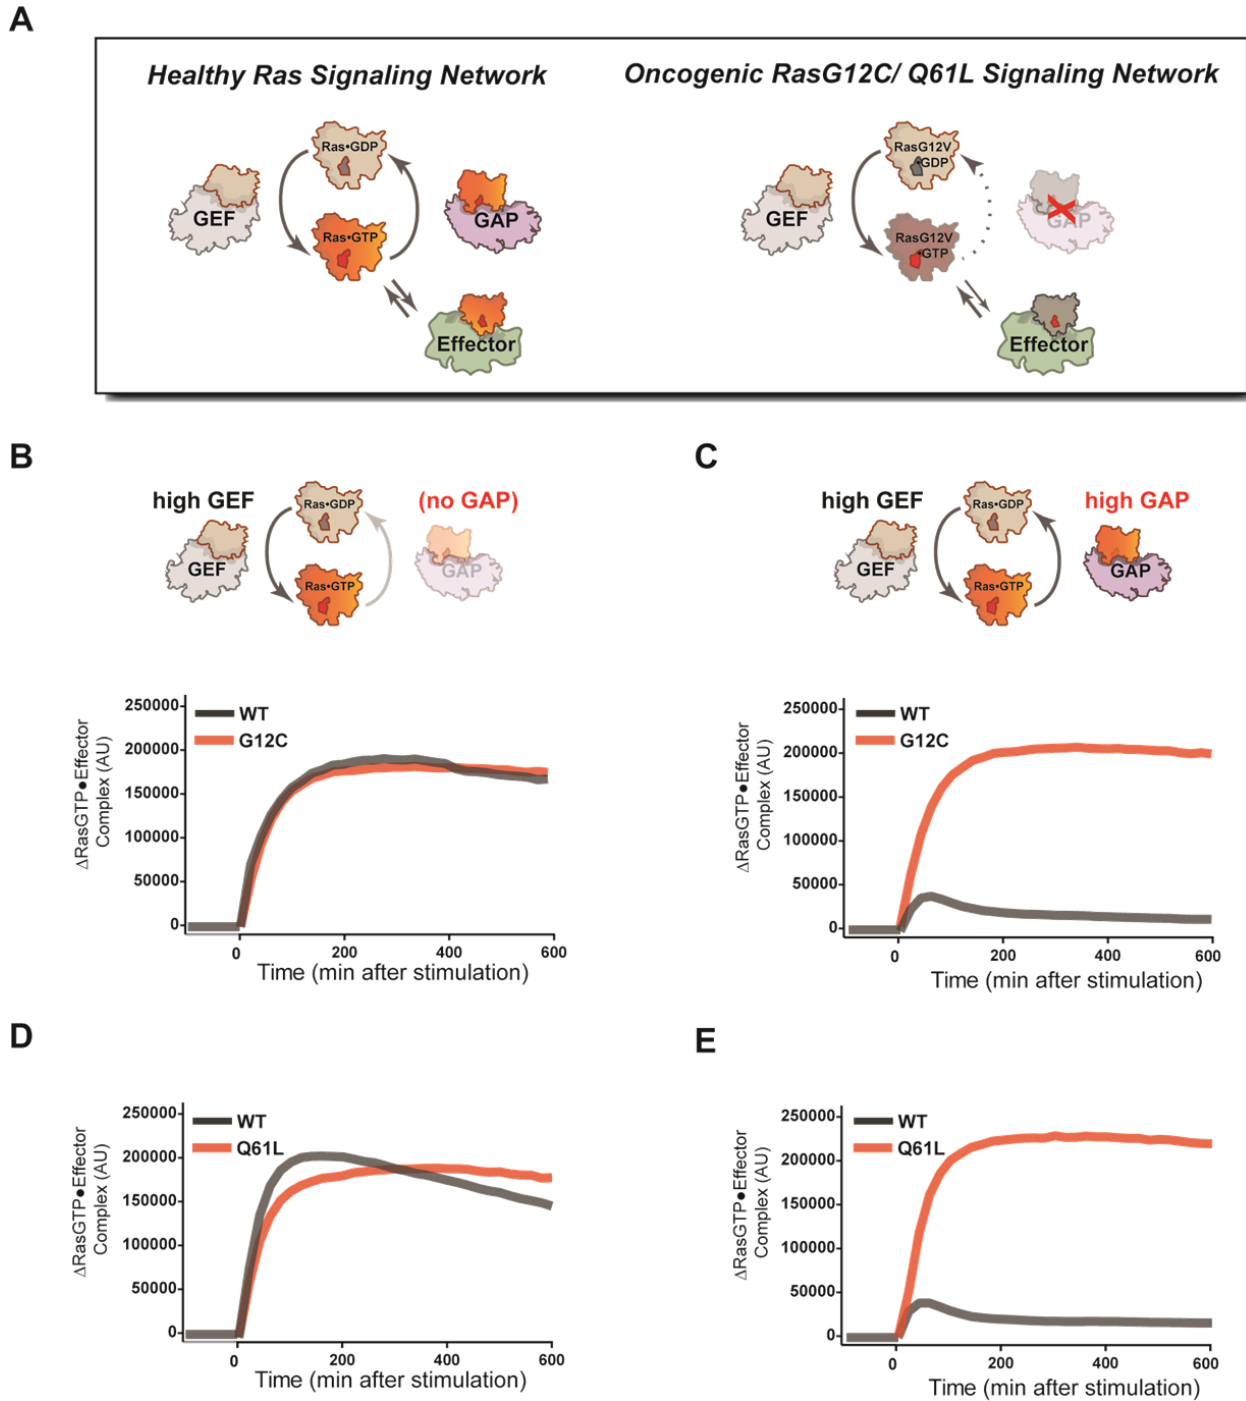 A
Healthy Ras Signaling Network
Oncogenic RasG12C/ Q61L Signaling Network
Ras•GDP
GEF
GAP
Ras•GTP
Effector
RasG12V
•GDP
GEF
GAP
RasG12V
•GTP
Effector
B
high GEF
Ras•GDP
(no GAP)
GEF
GAP
Ras•GTP
250000
200000
150000
100000
50000
0
WT
G12C
ΔRasGTP●Effector
Complex (AU)
0
200
400
600
Time (min after stimulation)
C
high GEF
Ras•GDP
high GAP
GEF
GAP
Ras•GTP
250000
200000
150000
100000
50000
0
WT
G12C
ΔRasGTP●Effector
Complex (AU)
0
200
400
600
Time (min after stimulation)
D
250000
200000
150000
100000
50000
0
WT
Q61L
ΔRasGTP●Effector
Complex (AU)
0
200
400
600
Time (min after stimulation)
E
250000
200000
150000
100000
50000
0
WT
Q61L
ΔRasGTP●Effector
Complex (AU)
0
200
400
600
Time (min after stimulation)